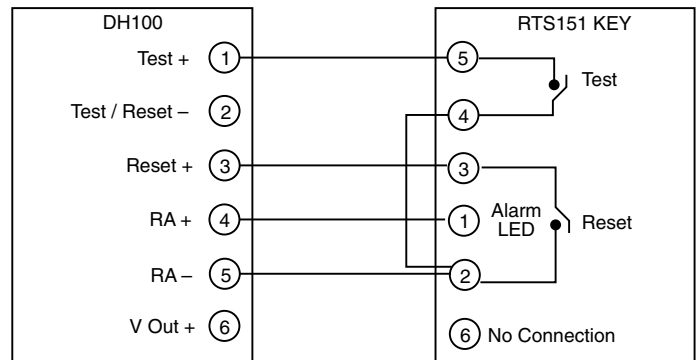 DH100
Test + 1
Test / Reset – 2
Reset + 3
RA + 4
RA – 5
V Out + 6
RTS151 KEY
5
Test
4
3
1 Alarm
LED
Reset
2
6 No Connection